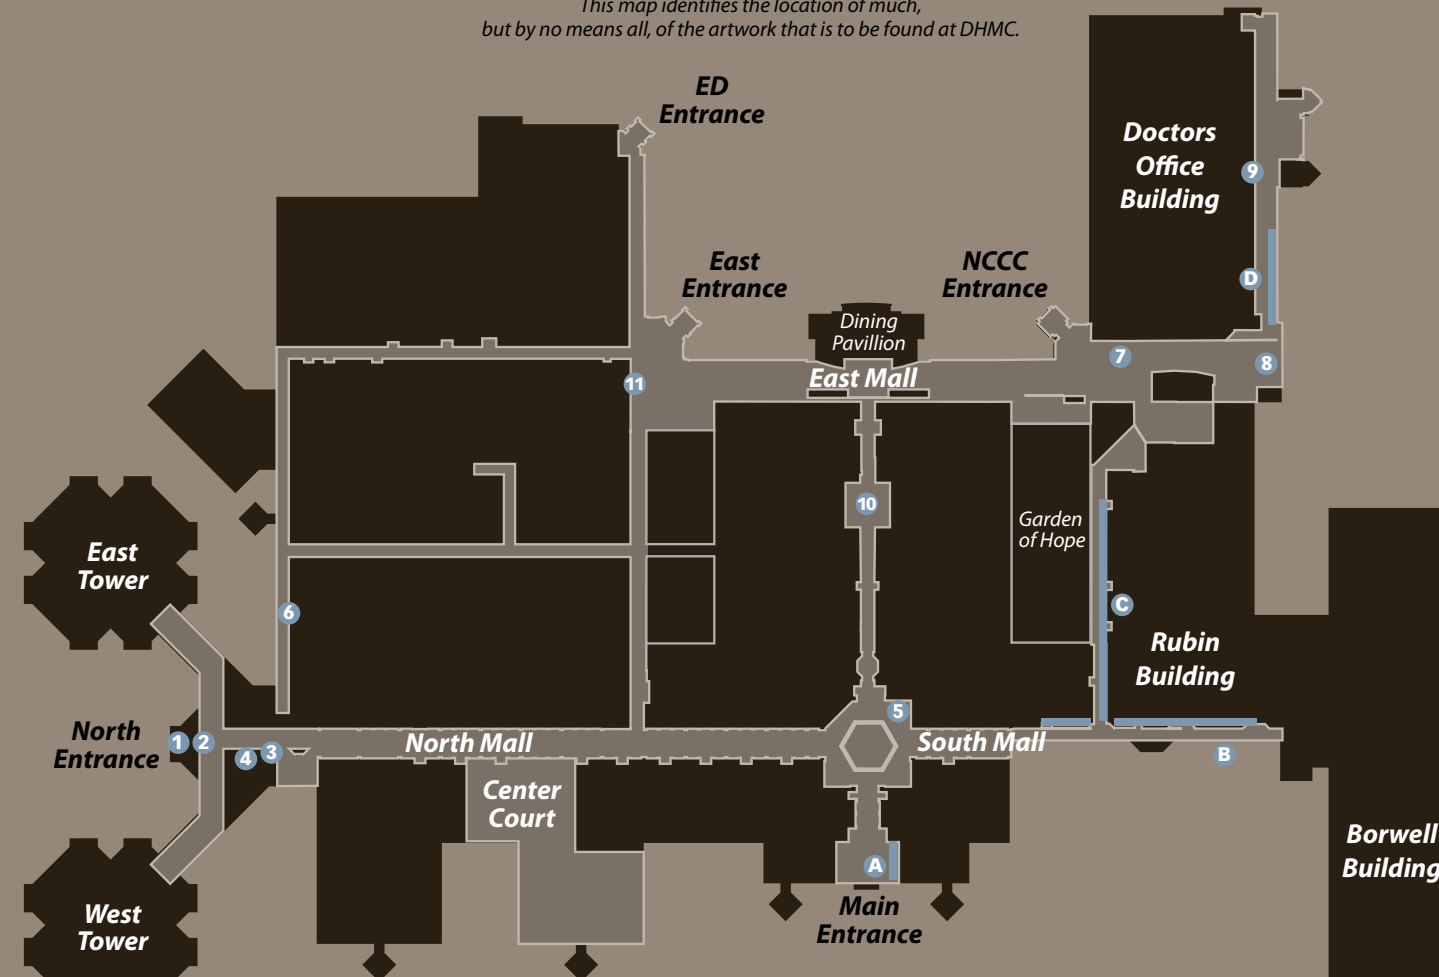 This map identifies the location of much,
but by no means all, of the artwork that is to be found at DHMC.
ED
Entrance
Doctors
Office
Building
9
East
Entrance
NCCC
Entrance
D
Dining
Pavillion
7
8
East Mall
11
10
Garden
of Hope
East
Tower
6
C
Rubin
Building
5
North
Entrance
1
2
4
3
North Mall
South Mall
B
Center
Court
Borwell
Building
A
Main
Entrance
West
Tower